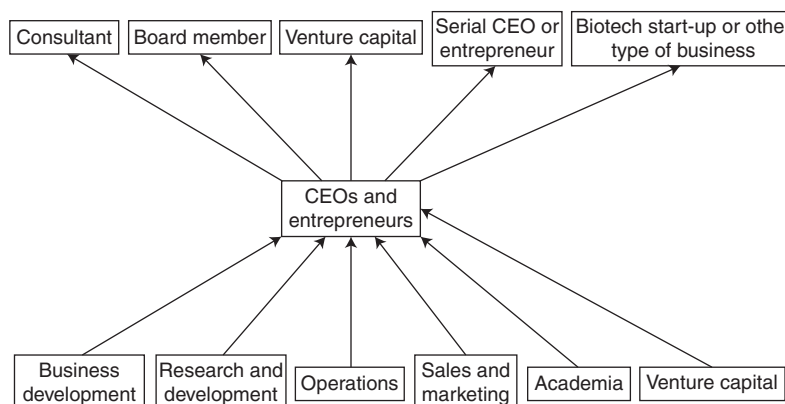 Consultant
Board member
Venture capital
Serial CEO or
entrepreneur
Biotech start-up or other
type of business
CEOs and
entrepreneurs
Business
development
Research and
development
Operations
Sales and
marketing
Academia
Venture capital